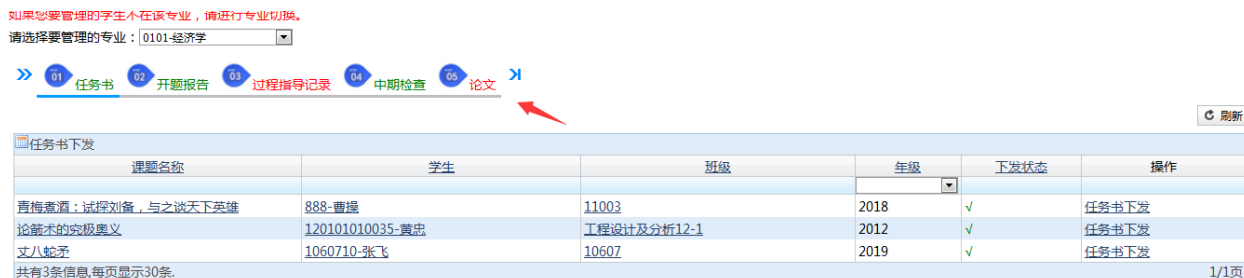 如果您要管理的学生不在该专业，请进行专业切换。
请选择要管理的专业：0101-经济学
01 任务书 02 开题报告 03 过程指导记录 04 中期检查 05 论文
刷新
任务书下发
课题名称 学生 班级 年级 下发状态 操作
青梅煮酒：试探刘备，与之谈天下英雄 888-曹操 11003 2018 √ 任务书下发
论箭术的究极奥义 120101010035-黄忠 工程设计及分析12-1 2012 √ 任务书下发
丈八蛇矛 1060710-张飞 10607 2019 √ 任务书下发
共有3条信息,每页显示30条. 1/1页